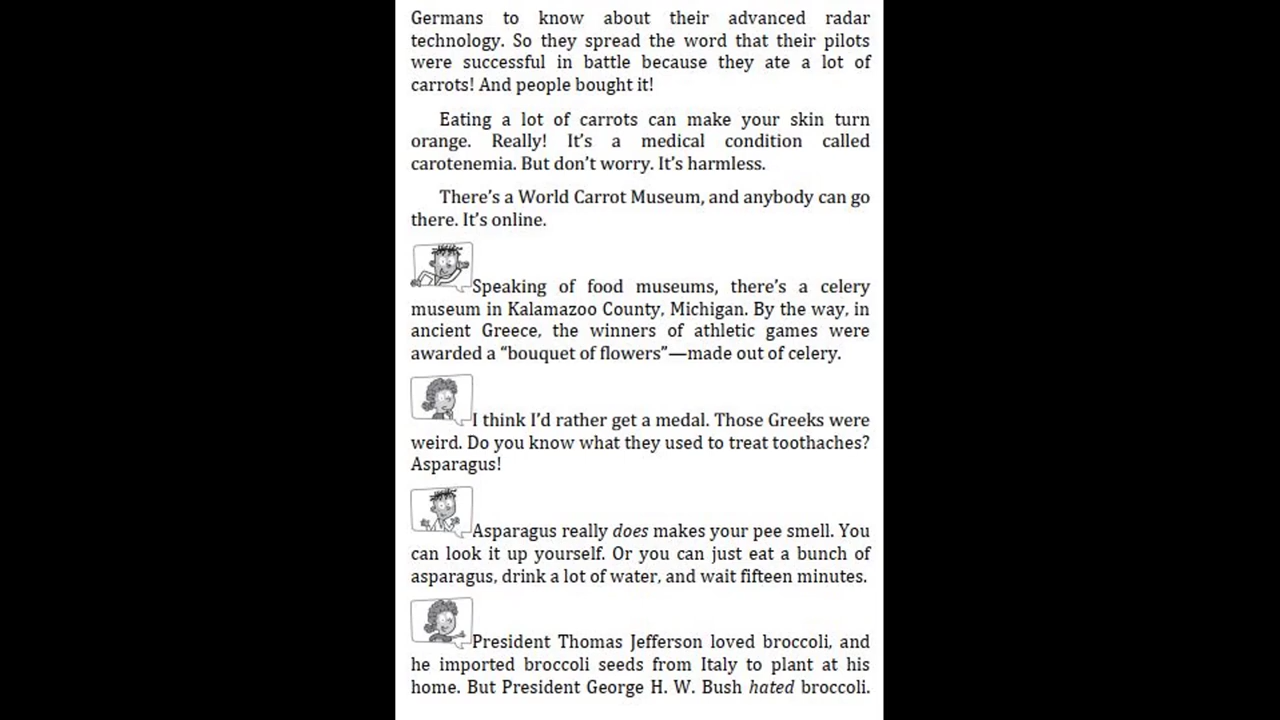 Germans to know about their advanced radar
technology. So they spread the word that their pilots
were successful in battle because they ate a lot of
carrots! And people bought it!
Eating a lot of carrots can make your skin turn
orange. Really! It’s a medical condition called
carotenemia. But don’t worry. It’s harmless.
There’s a World Carrot Museum, and anybody can go
there. It’s online.
Speaking of food museums, there’s a celery
museum in Kalamazoo County, Michigan. By the way, in
ancient Greece, the winners of athletic games were
awarded a “bouquet of flowers”—made out of celery.
I think I’d rather get a medal. Those Greeks were
weird. Do you know what they used to treat toothaches?
Asparagus!
Asparagus really does makes your pee smell. You
can look it up yourself. Or you can just eat a bunch of
asparagus, drink a lot of water, and wait fifteen minutes.
President Thomas Jefferson loved broccoli, and
he imported broccoli seeds from Italy to plant at his
home. But President George H. W. Bush hated broccoli.